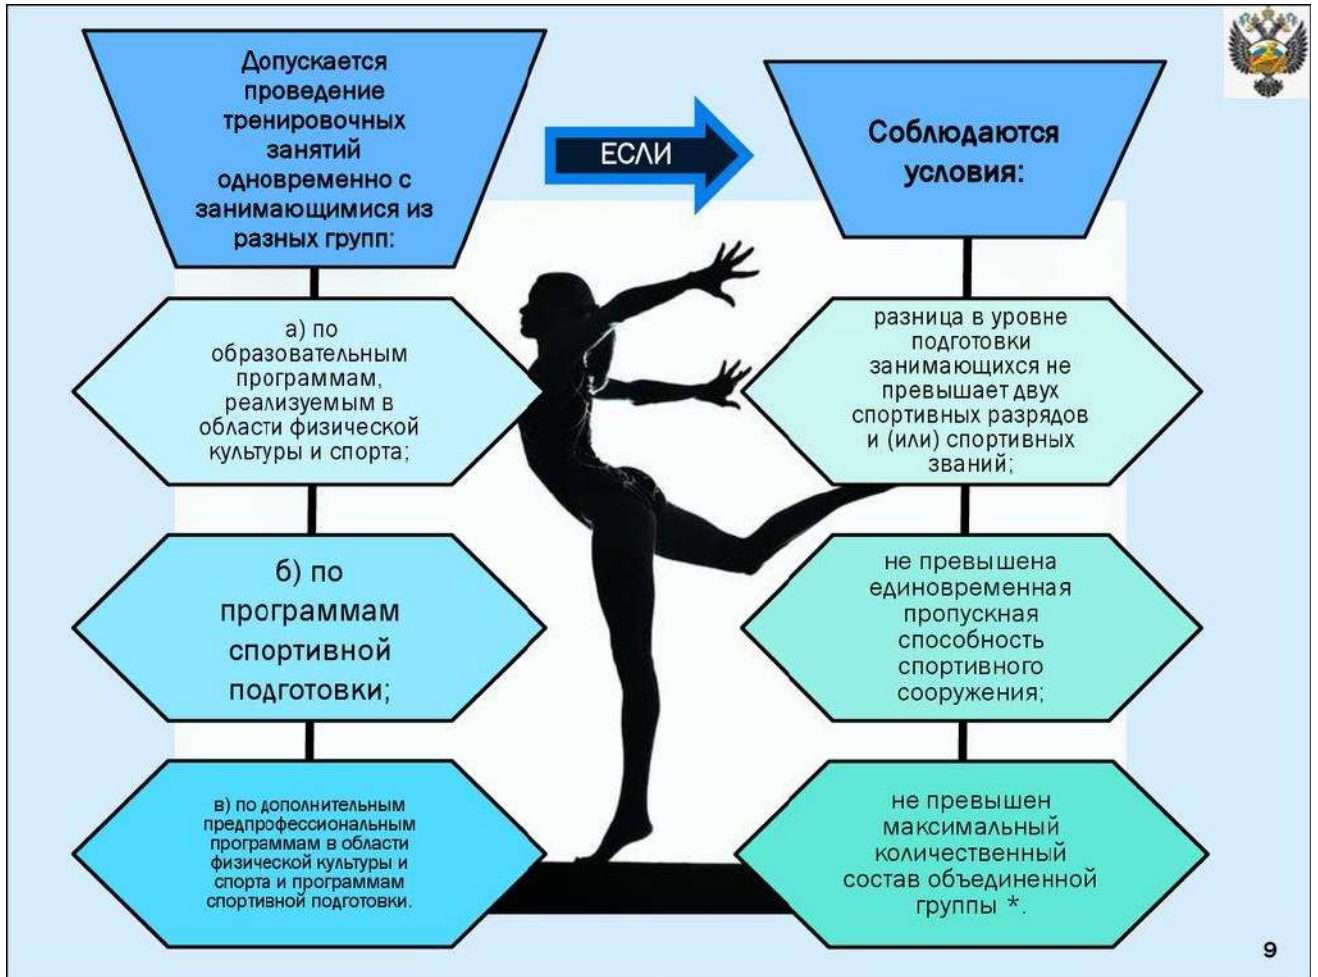 Допускается
проведение
тренировочных
занятий
одновременно с
занимающимися из
разных групп:
ЕСЛИ
Соблюдаются
условия:
а) по
образовательным
программам,
реализуемым в
области физической
культуры и спорта;
разница в уровне
подготовки
занимающихся не
превышает двух
спортивных разрядов
и (или) спортивных
званий;
б) по
программам
спортивной
подготовки;
не превышена
единовременная
пропускная
способность
спортивного
сооружения;
в) по дополнительным
предпрофессиональным
программам в области
физической культуры и
спорта и программам
спортивной подготовки.
не превышен
максимальный
количественный
состав объединенной
группы *.
9